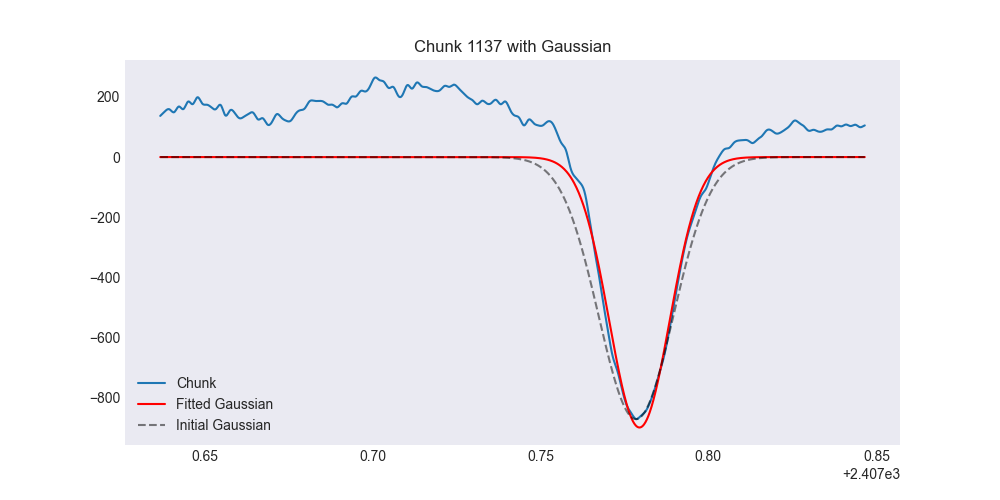 Chunk 1137 with Gaussian
200
0
−200
−400
−600
−800
Chunk
Fitted Gaussian
Initial Gaussian
0.65 0.70 0.75 0.80 0.85
+2.407e3